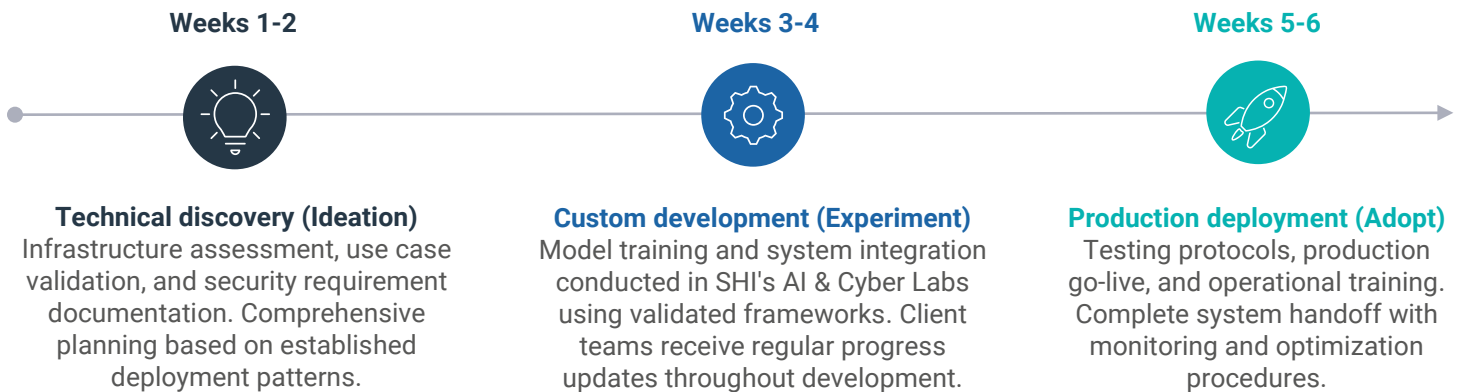 Weeks 1-2
Weeks 3-4
Weeks 5-6
Technical discovery (Ideation)
Infrastructure assessment, use case
validation, and security requirement
documentation. Comprehensive
planning based on established
deployment patterns.
Custom development (Experiment)
Model training and system integration
conducted in SHI's AI & Cyber Labs
using validated frameworks. Client
teams receive regular progress
updates throughout development.
Production deployment (Adopt)
Testing protocols, production
go-live, and operational training.
Complete system handoff with
monitoring and optimization
procedures.